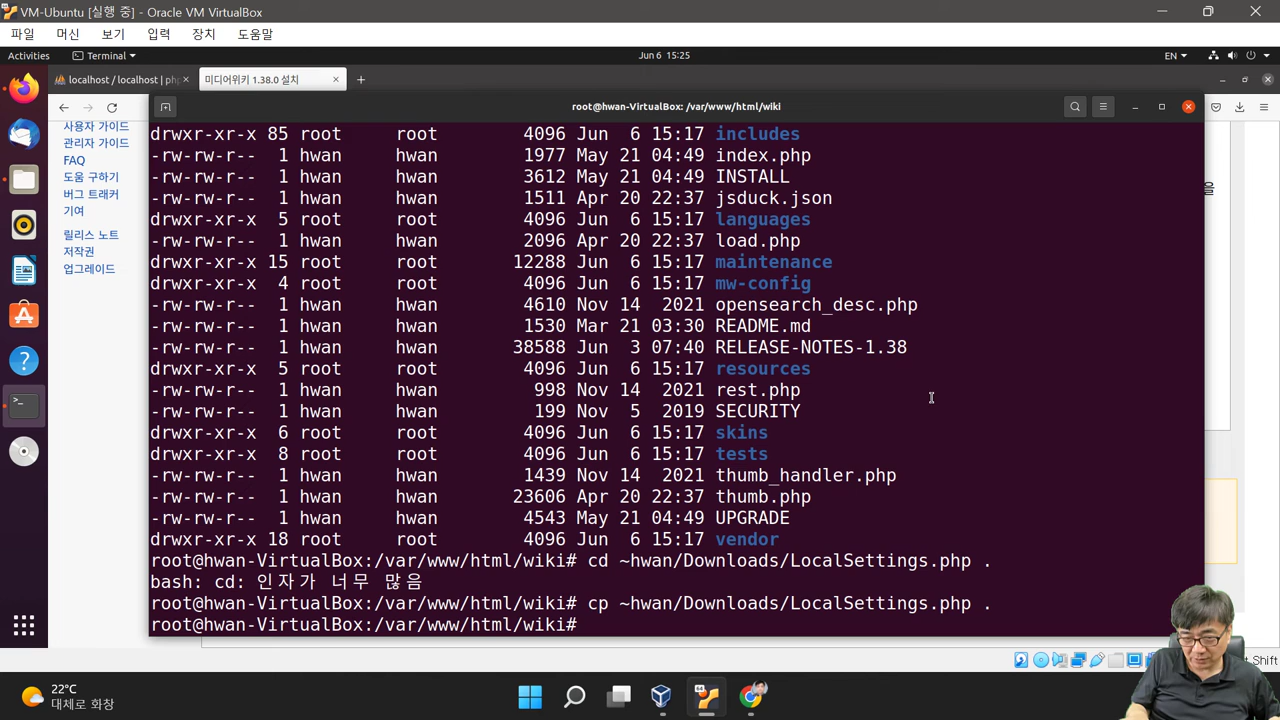 VM-Ubuntu [실행 중] - Oracle VM VirtualBox
파일 머신 보기 입력 장치 도움말
Activities Terminal Jun 6 15:25 EN
localhost / localhost | ph 미디어위키 1.38.0 설치
root@hwan-VirtualBox: /var/www/html/wiki
사용자 가이드
관리자 가이드
FAQ
도움 구하기
버그 트래커
기여
릴리스 노트
저작권
업그레이드
을
drwxr-xr-x 85 root root 4096 Jun 6 15:17 includes
-rw-rw-r-- 1 hwan hwan 1977 May 21 04:49 index.php
-rw-rw-r-- 1 hwan hwan 3612 May 21 04:49 INSTALL
-rw-rw-r-- 1 hwan hwan 1511 Apr 20 22:37 jsduck.json
drwxr-xr-x 5 root root 4096 Jun 6 15:17 languages
-rw-rw-r-- 1 hwan hwan 2096 Apr 20 22:37 load.php
drwxr-xr-x 15 root root 12288 Jun 6 15:17 maintenance
drwxr-xr-x 4 root root 4096 Jun 6 15:17 mw-config
-rw-rw-r-- 1 hwan hwan 4610 Nov 14 2021 opensearch_desc.php
-rw-rw-r-- 1 hwan hwan 1530 Mar 21 03:30 README.md
-rw-rw-r-- 1 hwan hwan 38588 Jun 3 07:40 RELEASE-NOTES-1.38
drwxr-xr-x 5 root root 4096 Jun 6 15:17 resources
-rw-rw-r-- 1 hwan hwan 998 Nov 14 2021 rest.php
-rw-rw-r-- 1 hwan hwan 199 Nov 5 2019 SECURITY
drwxr-xr-x 6 root root 4096 Jun 6 15:17 skins
drwxr-xr-x 8 root root 4096 Jun 6 15:17 tests
-rw-rw-r-- 1 hwan hwan 1439 Nov 14 2021 thumb_handler.php
-rw-rw-r-- 1 hwan hwan 23606 Apr 20 22:37 thumb.php
-rw-rw-r-- 1 hwan hwan 4543 May 21 04:49 UPGRADE
drwxr-xr-x 18 root root 4096 Jun 6 15:17 vendor
root@hwan-VirtualBox:/var/www/html/wiki# cd ~hwan/Downloads/LocalSettings.php .
bash: cd: 인자가 너무 많음
root@hwan-VirtualBox:/var/www/html/wiki# cp ~hwan/Downloads/LocalSettings.php .
root@hwan-VirtualBox:/var/www/html/wiki#
Shift
22°C
대체로 화창